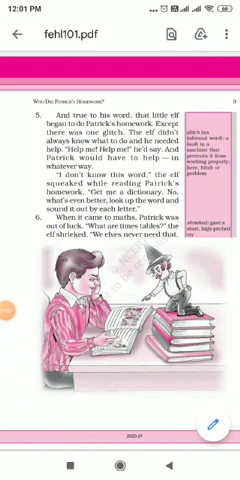 12:01 PM
66
fehl101.pdf
WHO DID PATRICK'S HOMEWORK?
9
5. And true to his word, that little elf
began to do Patrick's homework. Except
there was one glitch. The elf didn't
always know what to do and he needed
help. "Help me! Help me!" he'd say. And
Patrick would have to help — in
whatever way.
glitch (an
informal word): a
fault in a
machine that
prevents it from
working properly;
here, hitch or
problem
"I don't know this word," the elf
squeaked while reading Patrick's
homework. "Get me a dictionary. No,
what's even better, look up the word and
sound it out by each letter."
6. When it came to maths, Patrick was
out of luck. "What are times tables?" the
elf shrieked. "We elves never need that.
shrieked: gave a
short, high-pitched
cry
2020-21